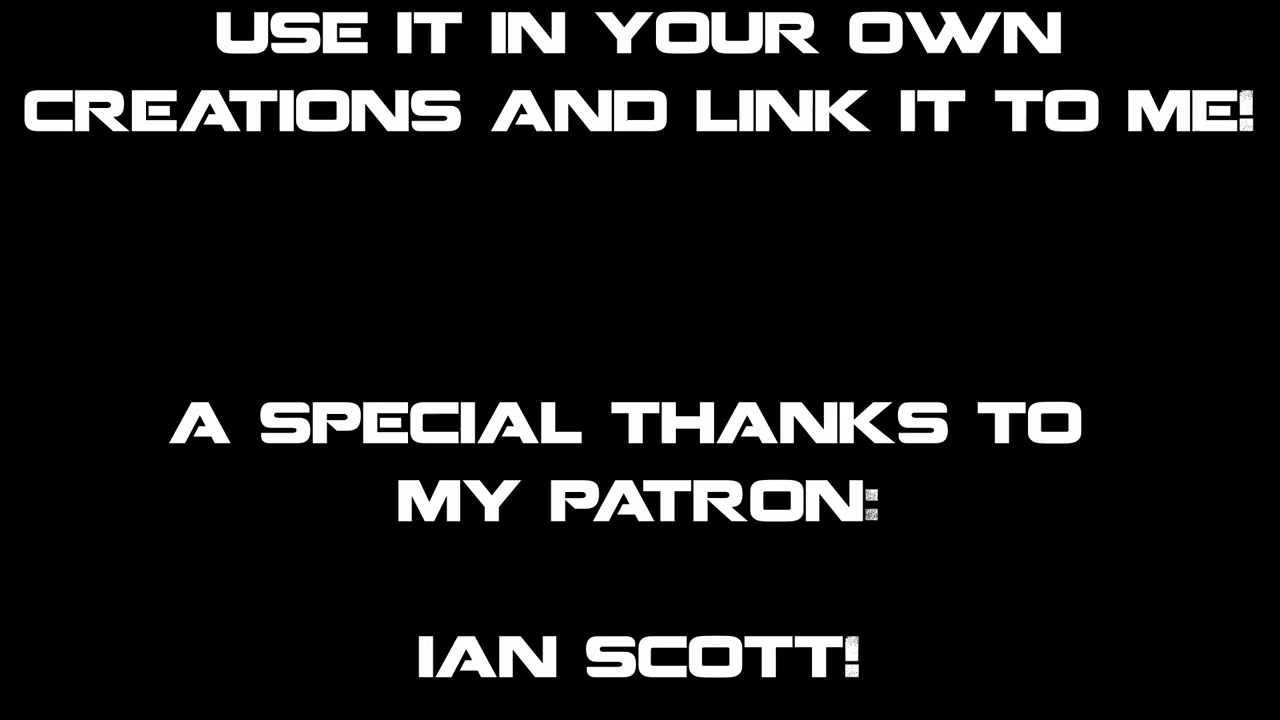 USE IT IN YOUR OWN
CREATIONS AND LINK IT TO ME!
A SPECIAL THANKS TO
MY PATRON:
IAN SCOTT!